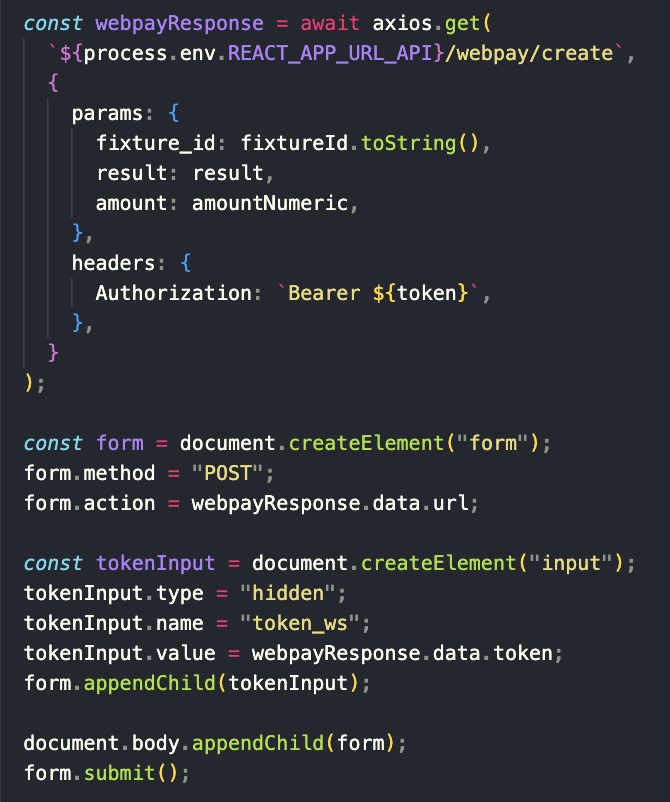 const webpayResponse = await axios.get(
`${process.env.REACT_APP_URL_API}/webpay/create`,
{
params: {
fixture_id: fixtureId.toString(),
result: result,
amount: amountNumeric,
},
headers: {
Authorization: `Bearer ${token}`,
},
}
);
const form = document.createElement("form");
form.method = "POST";
form.action = webpayResponse.data.url;
const tokenInput = document.createElement("input");
tokenInput.type = "hidden";
tokenInput.name = "token_ws";
tokenInput.value = webpayResponse.data.token;
form.appendChild(tokenInput);
document.body.appendChild(form);
form.submit();